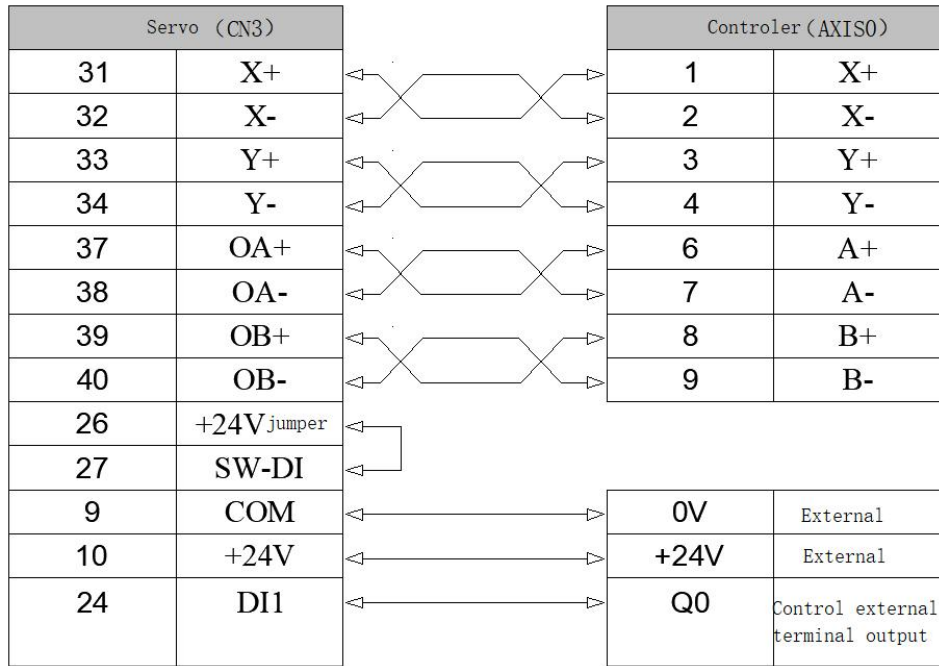 Servo （CN3） Controler（AXIS0）
31 X+ 1 X+
32 X- 2 X-
33 Y+ 3 Y+
34 Y- 4 Y-
37 OA+ 6 A+
38 OA- 7 A-
39 OB+ 8 B+
40 OB- 9 B-
26 +24V jumper
27 SW-DI
9 COM 0V External
10 +24V +24V External
24 DI1 Q0 Control external
terminal output